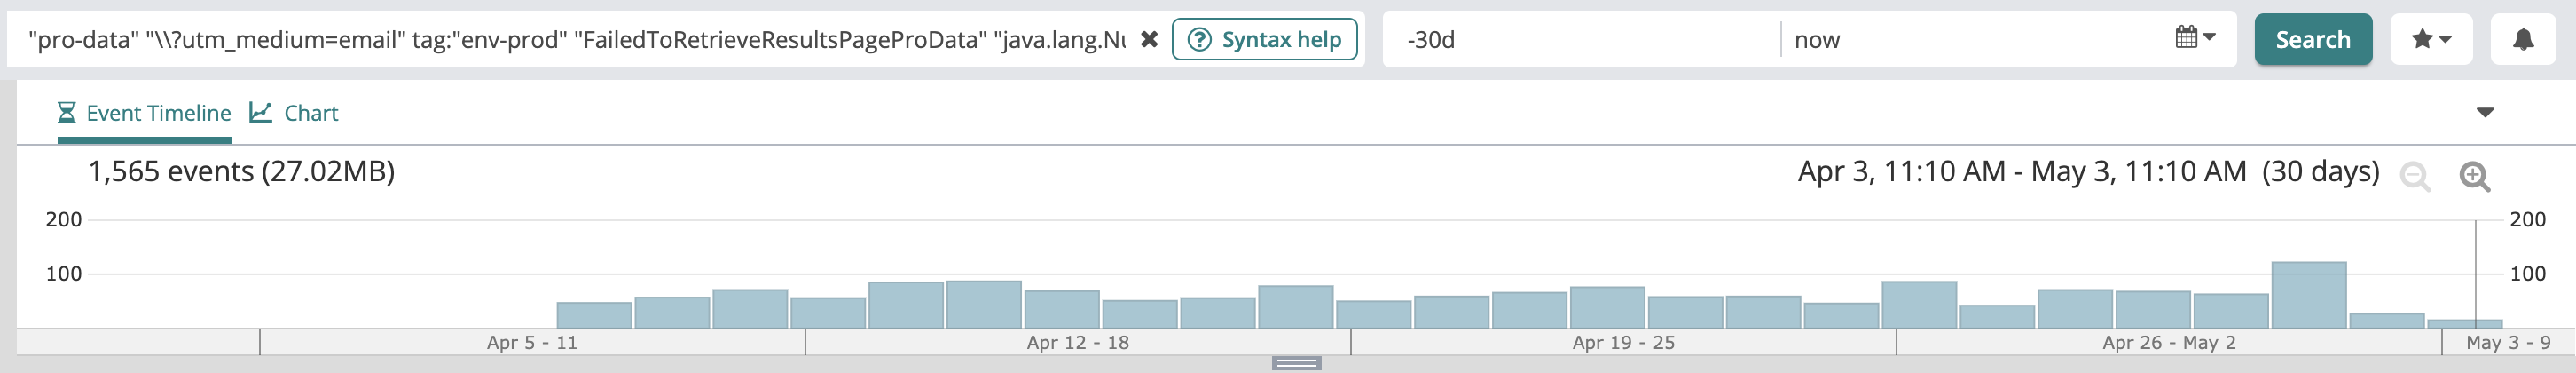 "pro-data" "\\?utm_medium=email" tag:"env-prod" "FailedToRetrieveResultsPageProData" "java.lang.Nu
Syntax help
-30d
now
Search
Event Timeline
Chart
1,565 events (27.02MB)
Apr 3, 11:10 AM - May 3, 11:10 AM (30 days)
200
200
100
100
Apr 5 - 11
Apr 12 - 18
Apr 19 - 25
Apr 26 - May 2
May 3 - 9